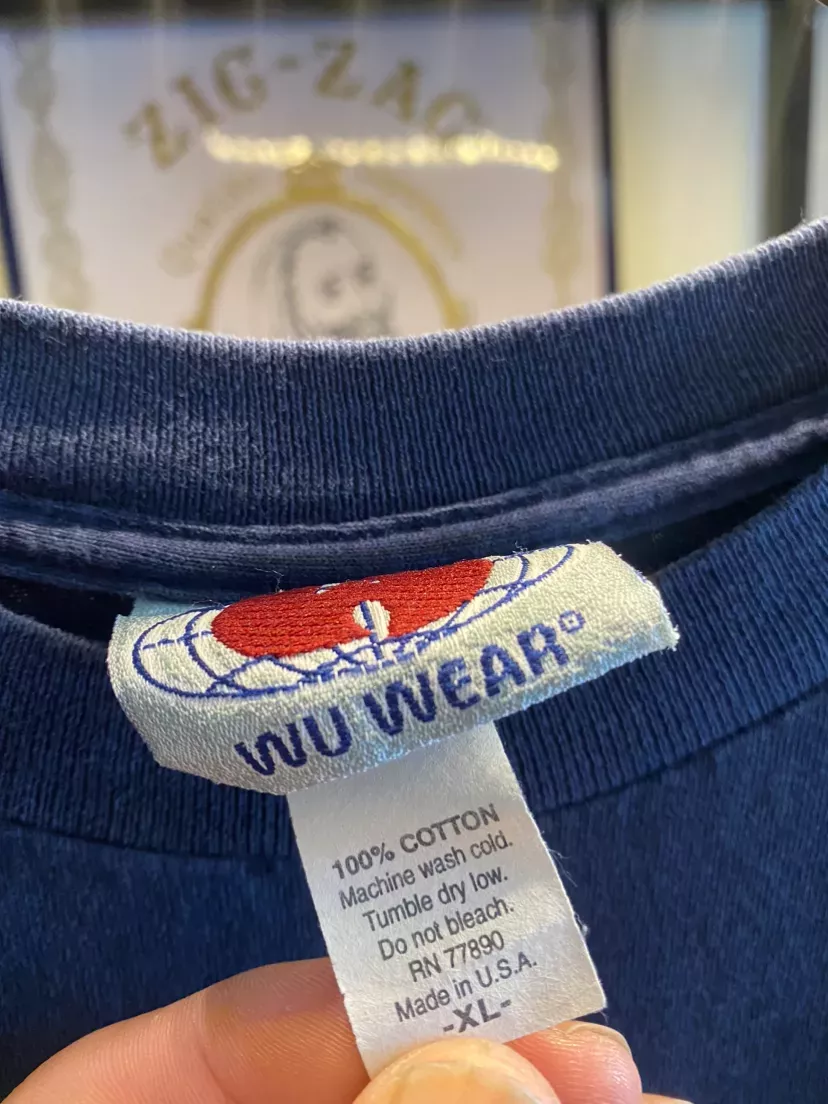 ZIG-ZAG
WU WEAR
100% COTTON
Machine wash cold.
Tumble dry low.
Do not bleach.
RN 77890
Made in U.S.A.
-XL-